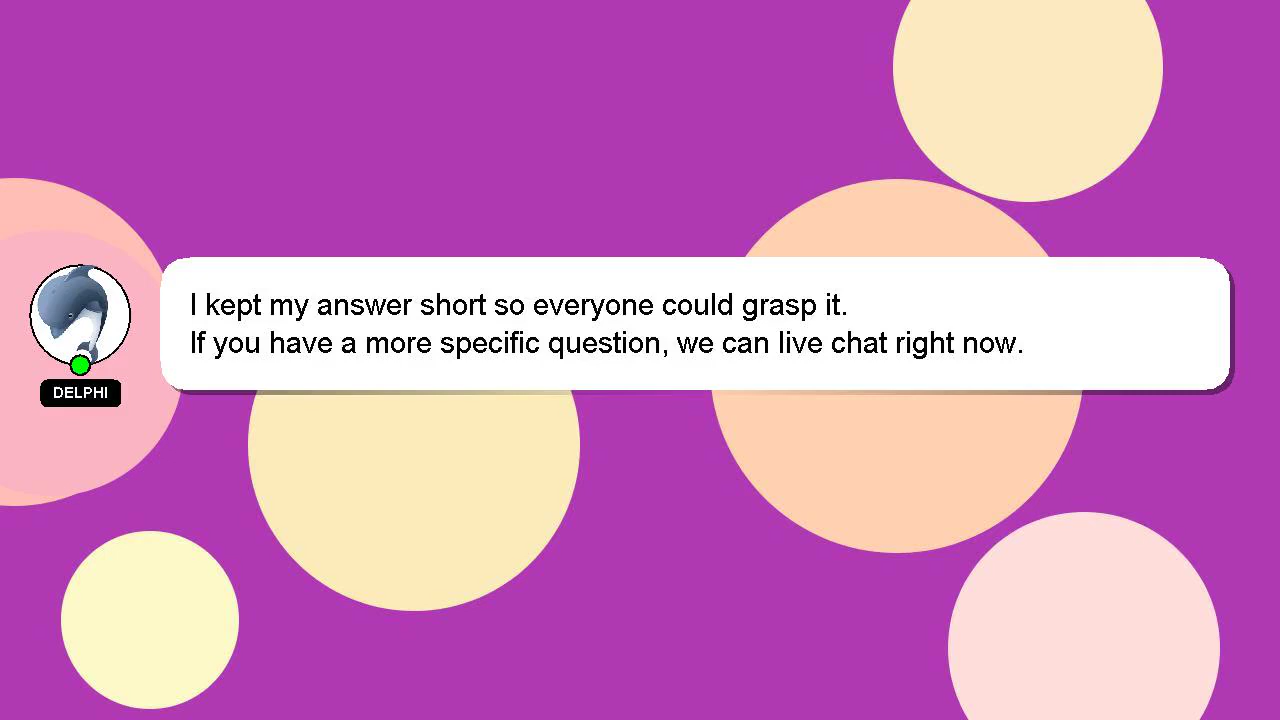 I kept my answer short so everyone could grasp it.
If you have a more specific question, we can live chat right now.
DELPHI